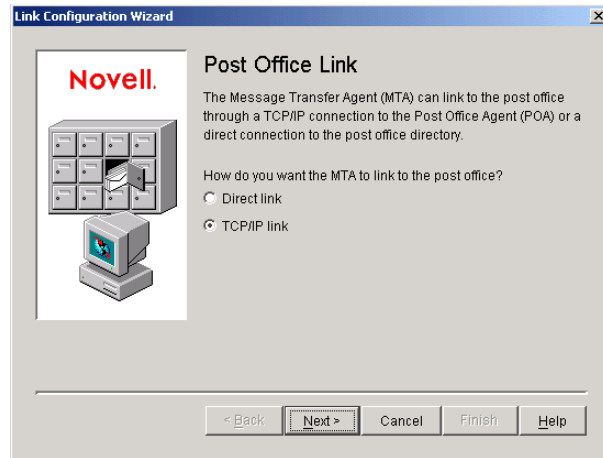 Link Configuration Wizard
Novell.
Post Office Link
The Message Transfer Agent (MTA) can link to the post office
through a TCP/IP connection to the Post Office Agent (POA) or a
direct connection to the post office directory.
How do you want the MTA to link to the post office?
Direct link
TCP/IP link
< Back
Next >
Cancel
Finish
Help